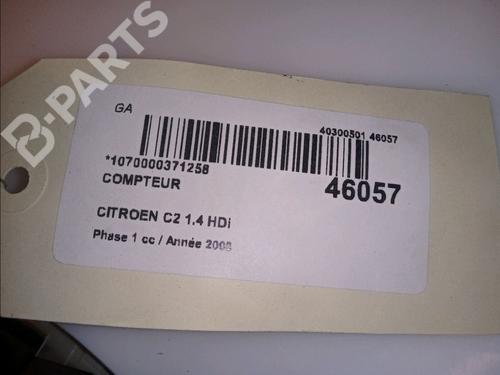 B-PARTS
GA
40300501 46057
*1070000371258
46057
COMPTEUR
CITROEN C2 1.4 HDi
Phase 1 cc / Année 2008